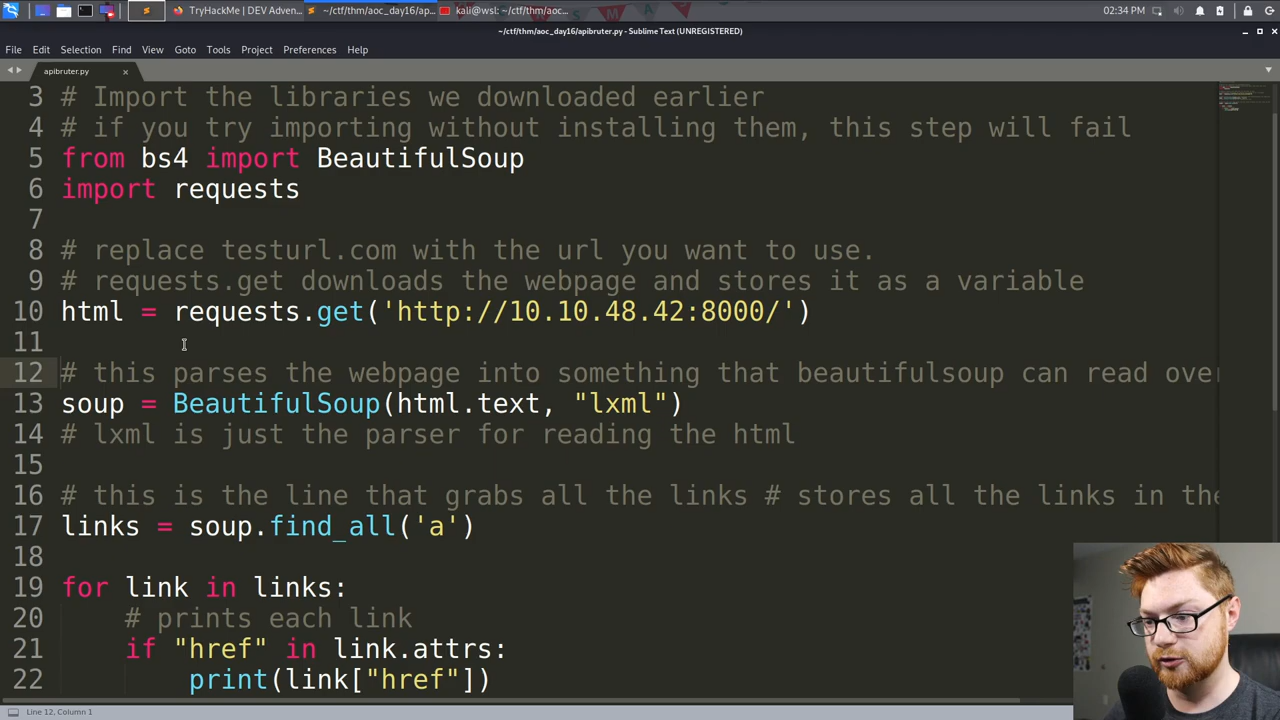 TryHackMe | DEV Adven...
~/ctf/thm/aoc_day16/ap...
kali@wsl: ~/ctf/thm/aoc...
02:34 PM
~/ctf/thm/aoc_day16/apibruter.py - Sublime Text (UNREGISTERED)
File Edit Selection Find View Goto Tools Project Preferences Help
apibruter.py
3 # Import the libraries we downloaded earlier
4 # if you try importing without installing them, this step will fail
5 from bs4 import BeautifulSoup
6 import requests
7
8 # replace testurl.com with the url you want to use.
9 # requests.get downloads the webpage and stores it as a variable
10 html = requests.get('http://10.10.48.42:8000/')
11
12 # this parses the webpage into something that beautifulsoup can read over
13 soup = BeautifulSoup(html.text, "lxml")
14 # lxml is just the parser for reading the html
15
16 # this is the line that grabs all the links # stores all the links in the
17 links = soup.find_all('a')
18
19 for link in links:
20 # prints each link
21 if "href" in link.attrs:
22 print(link["href"])
Line 12, Column 1